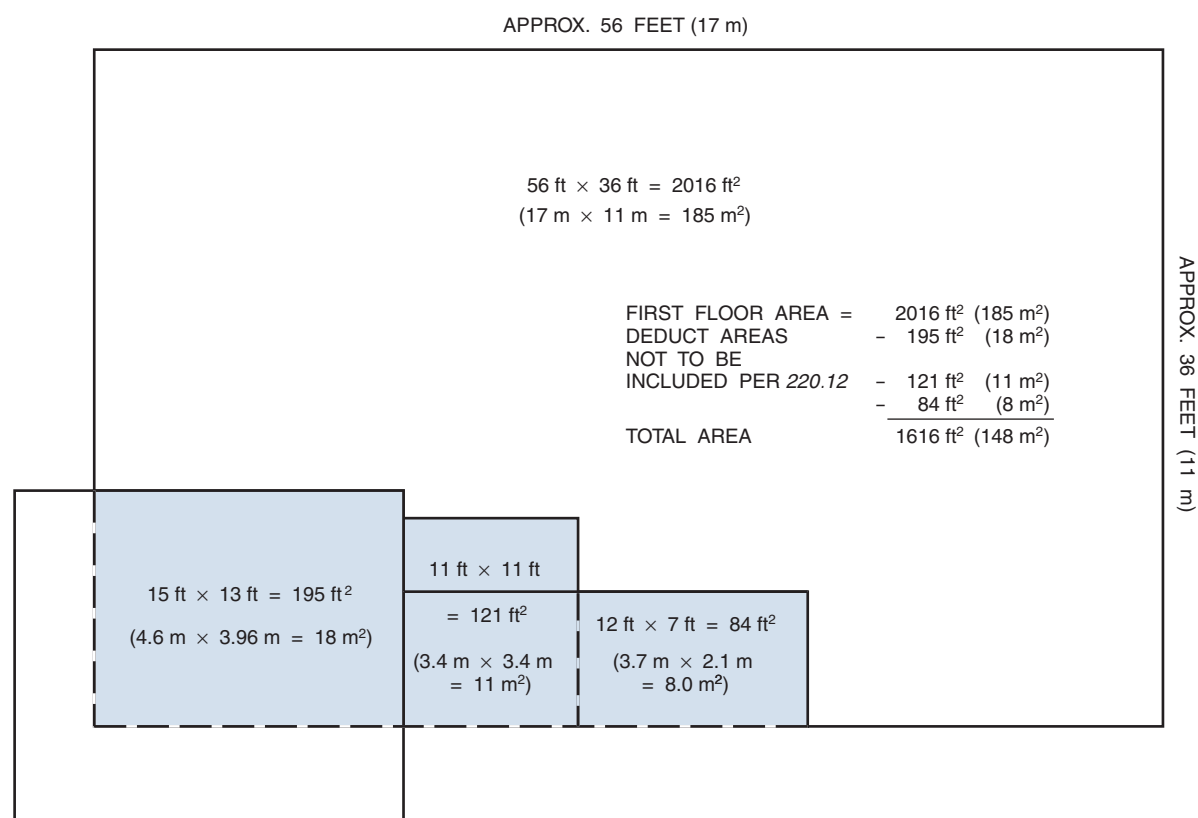 APPROX. 56 FEET (17 m)
56 ft × 36 ft = 2016 ft²
(17 m × 11 m = 185 m²)
APPROX. 36 FEET (11 m)
FIRST FLOOR AREA = 2016 ft² (185 m²)
DEDUCT AREAS – 195 ft² (18 m²)
NOT TO BE
INCLUDED PER 220.12 – 121 ft² (11 m²)
– 84 ft² (8 m²)
TOTAL AREA 1616 ft² (148 m²)
15 ft × 13 ft = 195 ft²
(4.6 m × 3.96 m = 18 m²)
11 ft × 11 ft
= 121 ft²
(3.4 m × 3.4 m
= 11 m²)
12 ft × 7 ft = 84 ft²
(3.7 m × 2.1 m
= 8.0 m²)